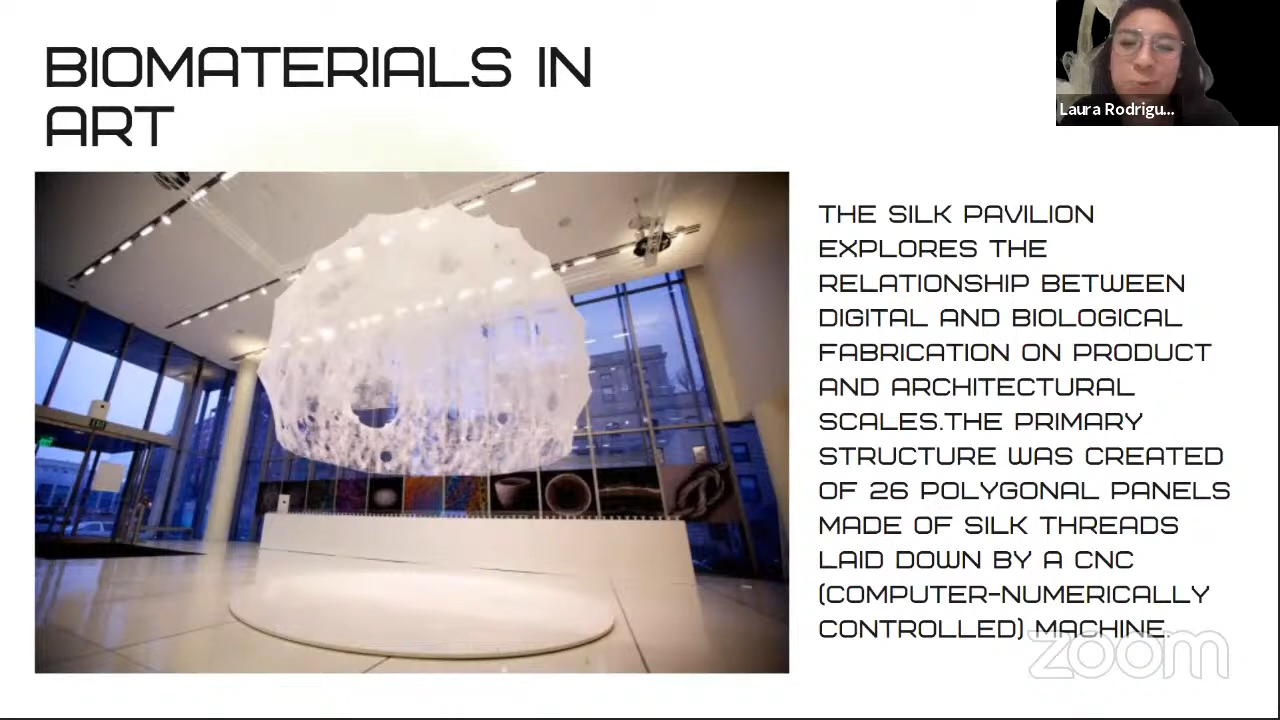 BIOMATERIALS IN
ART
Laura Rodrigu...
THE SILK PAVILION
EXPLORES THE
RELATIONSHIP BETWEEN
DIGITAL AND BIOLOGICAL
FABRICATION ON PRODUCT
AND ARCHITECTURAL
SCALES.THE PRIMARY
STRUCTURE WAS CREATED
OF 26 POLYGONAL PANELS
MADE OF SILK THREADS
LAID DOWN BY A CNC
(COMPUTER-NUMERICALLY
CONTROLLED) MACHINE.
zoom
EXIT